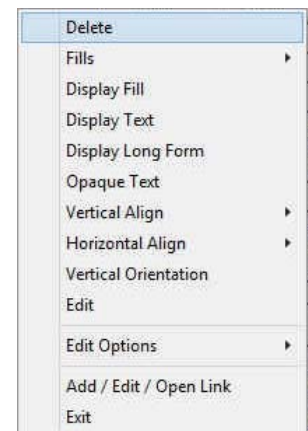 Delete
Fills
Display Fill
Display Text
Display Long Form
Opaque Text
Vertical Align
Horizontal Align
Vertical Orientation
Edit
Edit Options
Add / Edit / Open Link
Exit